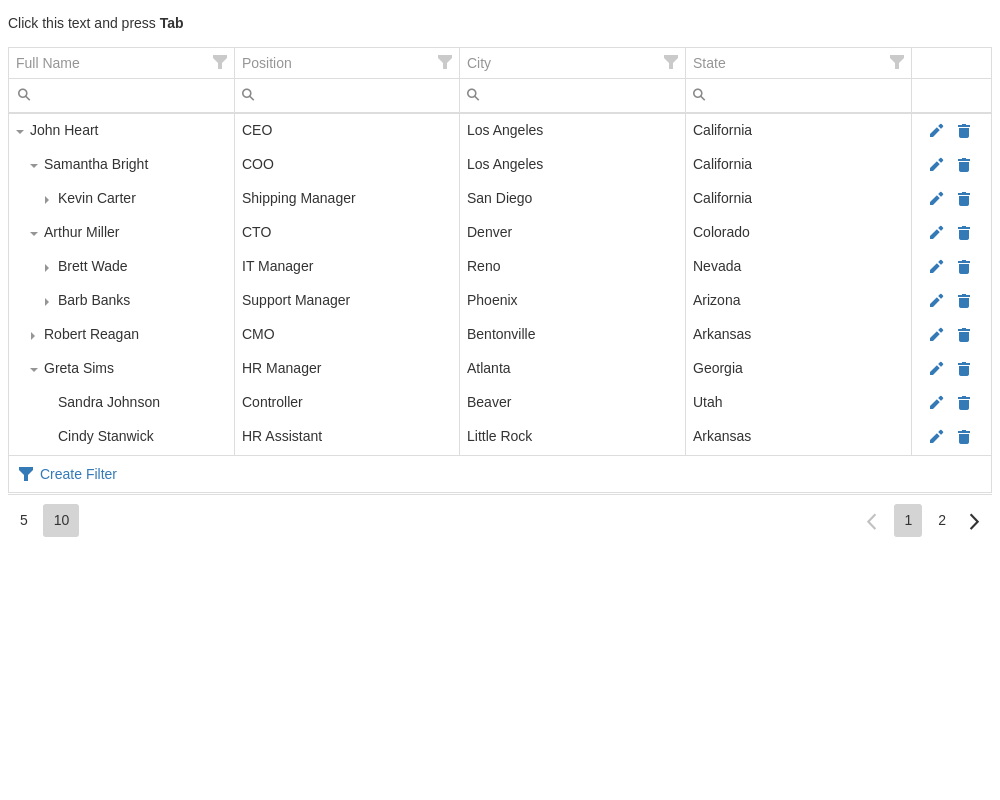 Click this text and press Tab
Full Name Position City State
John Heart CEO Los Angeles California
Samantha Bright COO Los Angeles California
Kevin Carter Shipping Manager San Diego California
Arthur Miller CTO Denver Colorado
Brett Wade IT Manager Reno Nevada
Barb Banks Support Manager Phoenix Arizona
Robert Reagan CMO Bentonville Arkansas
Greta Sims HR Manager Atlanta Georgia
Sandra Johnson Controller Beaver Utah
Cindy Stanwick HR Assistant Little Rock Arkansas
Create Filter
5 10 1 2